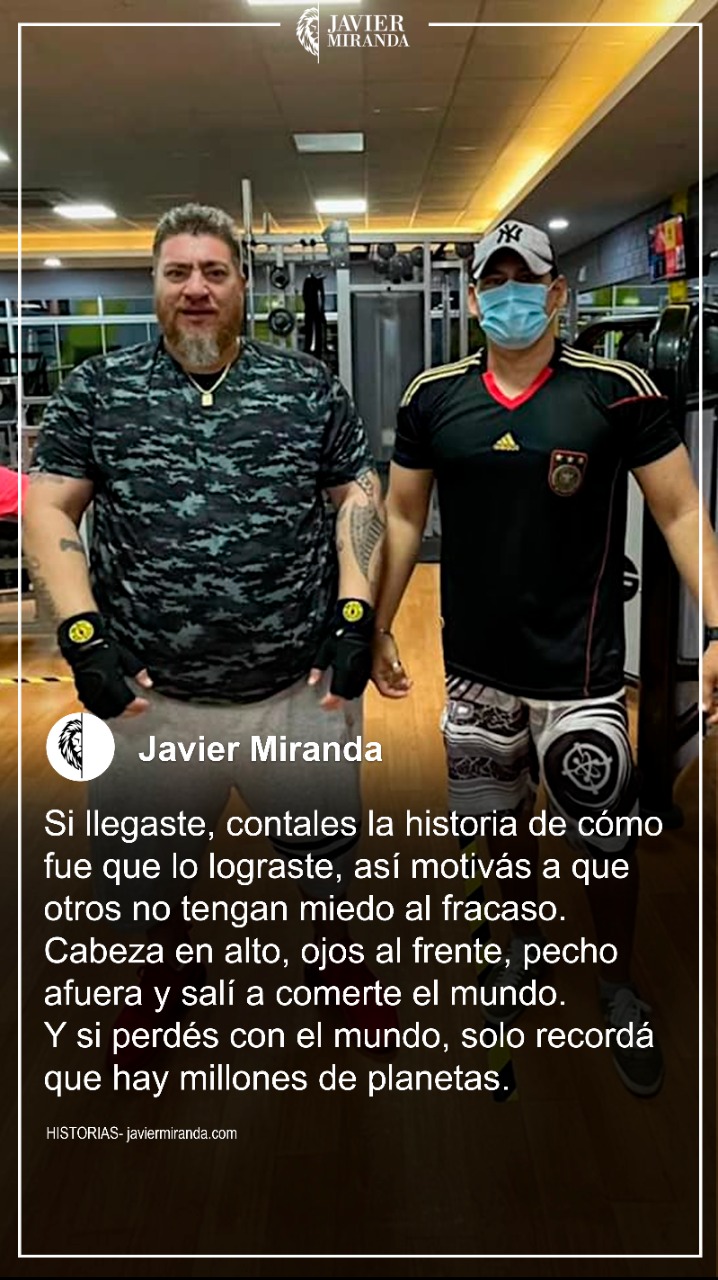 JAVIER
MIRANDA
NY
adidas
Javier Miranda
Si llegaste, contales la historia de cómo
fue que lo lograste, así motivás a que
otros no tengan miedo al fracaso.
Cabeza en alto, ojos al frente, pecho
afuera y salí a comerte el mundo.
Y si perdés con el mundo, solo recordá
que hay millones de planetas.
HISTORIAS- javiermiranda.com